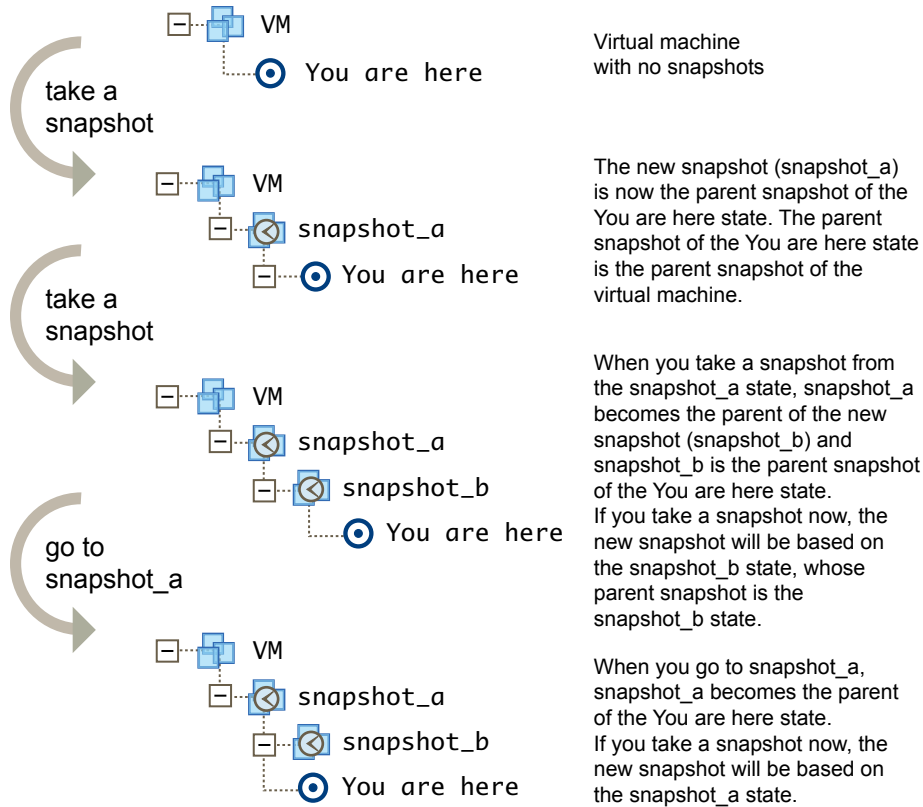 VM
You are here
Virtual machine
with no snapshots
take a
snapshot
VM
snapshot_a
You are here
The new snapshot (snapshot_a)
is now the parent snapshot of the
You are here state. The parent
snapshot of the You are here state
is the parent snapshot of the
virtual machine.
take a
snapshot
VM
snapshot_a
snapshot_b
You are here
When you take a snapshot from
the snapshot_a state, snapshot_a
becomes the parent of the new
snapshot (snapshot_b) and
snapshot_b is the parent snapshot
of the You are here state.
If you take a snapshot now, the
new snapshot will be based on
the snapshot_b state, whose
parent snapshot is the
snapshot_b state.
go to
snapshot_a
VM
snapshot_a
snapshot_b
You are here
When you go to snapshot_a,
snapshot_a becomes the parent
of the You are here state.
If you take a snapshot now, the
new snapshot will be based on
the snapshot_a state.